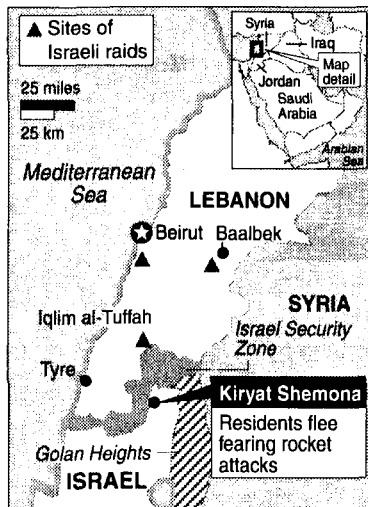 ▲ Sites of
Israeli raids
25 miles
25 km
Syria
Iraq
Jordan
Map
detail
Saudi
Arabia
Arabian
Sea
Mediterranean
Sea
LEBANON
Beirut
Baalbek
SYRIA
Iqlim al-Tuffah
Israel Security
Zone
Tyre
Kiryat Shemona
Residents flee
fearing rocket
attacks
Golan Heights
ISRAEL